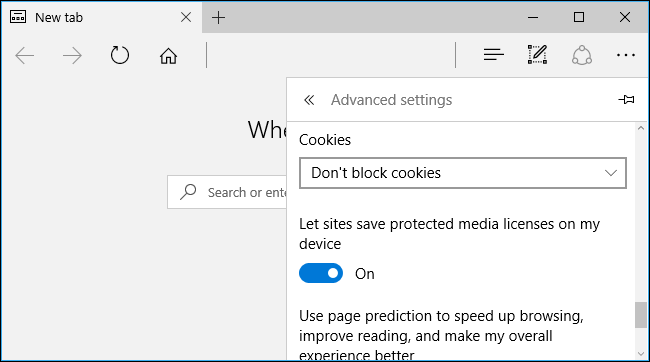 New tab
Advanced settings
Cookies
Whe
Don't block cookies
Search or ente
Let sites save protected media licenses on my
device
On
Use page prediction to speed up browsing,
improve reading, and make my overall
experience better